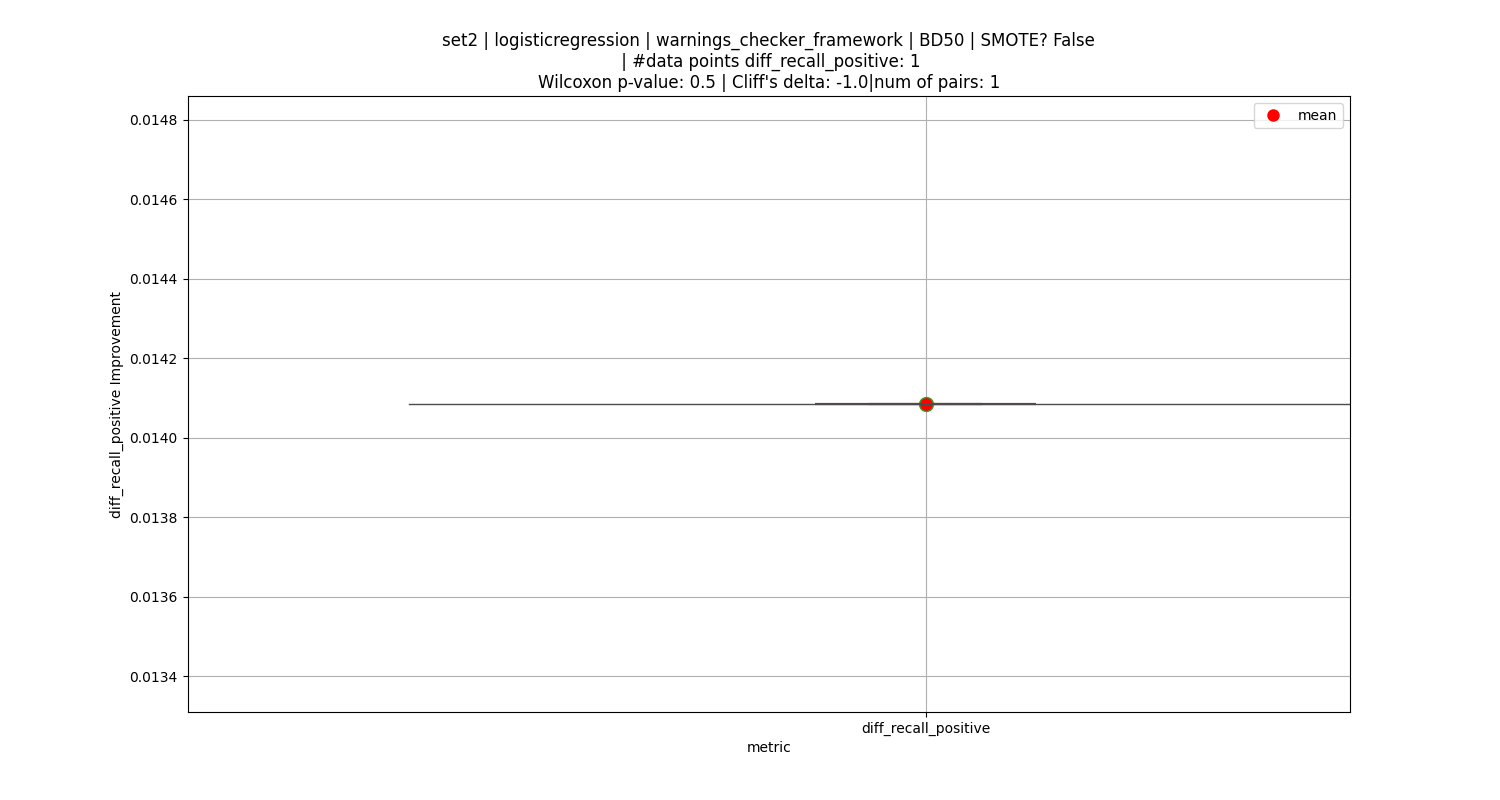 set2 | logisticregression | warnings_checker_framework | BD50 | SMOTE? False
| #data points diff_recall_positive: 1
Wilcoxon p-value: 0.5 | Cliff's delta: -1.0|num of pairs: 1
mean
0.0148
0.0146
0.0144
0.0142
0.0140
0.0138
0.0136
0.0134
diff_recall_positive Improvement
diff_recall_positive
metric